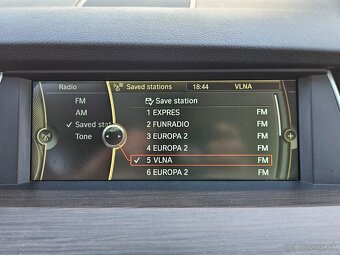 Radio
Saved stations
18:44
VLNA
FM
AM
Saved stat
Tone
Save station
1 EXPRES FM
2 FUNRADIO FM
3 EUROPA 2 FM
4 EUROPA 2 FM
5 VLNA FM
6 EUROPA 2 FM